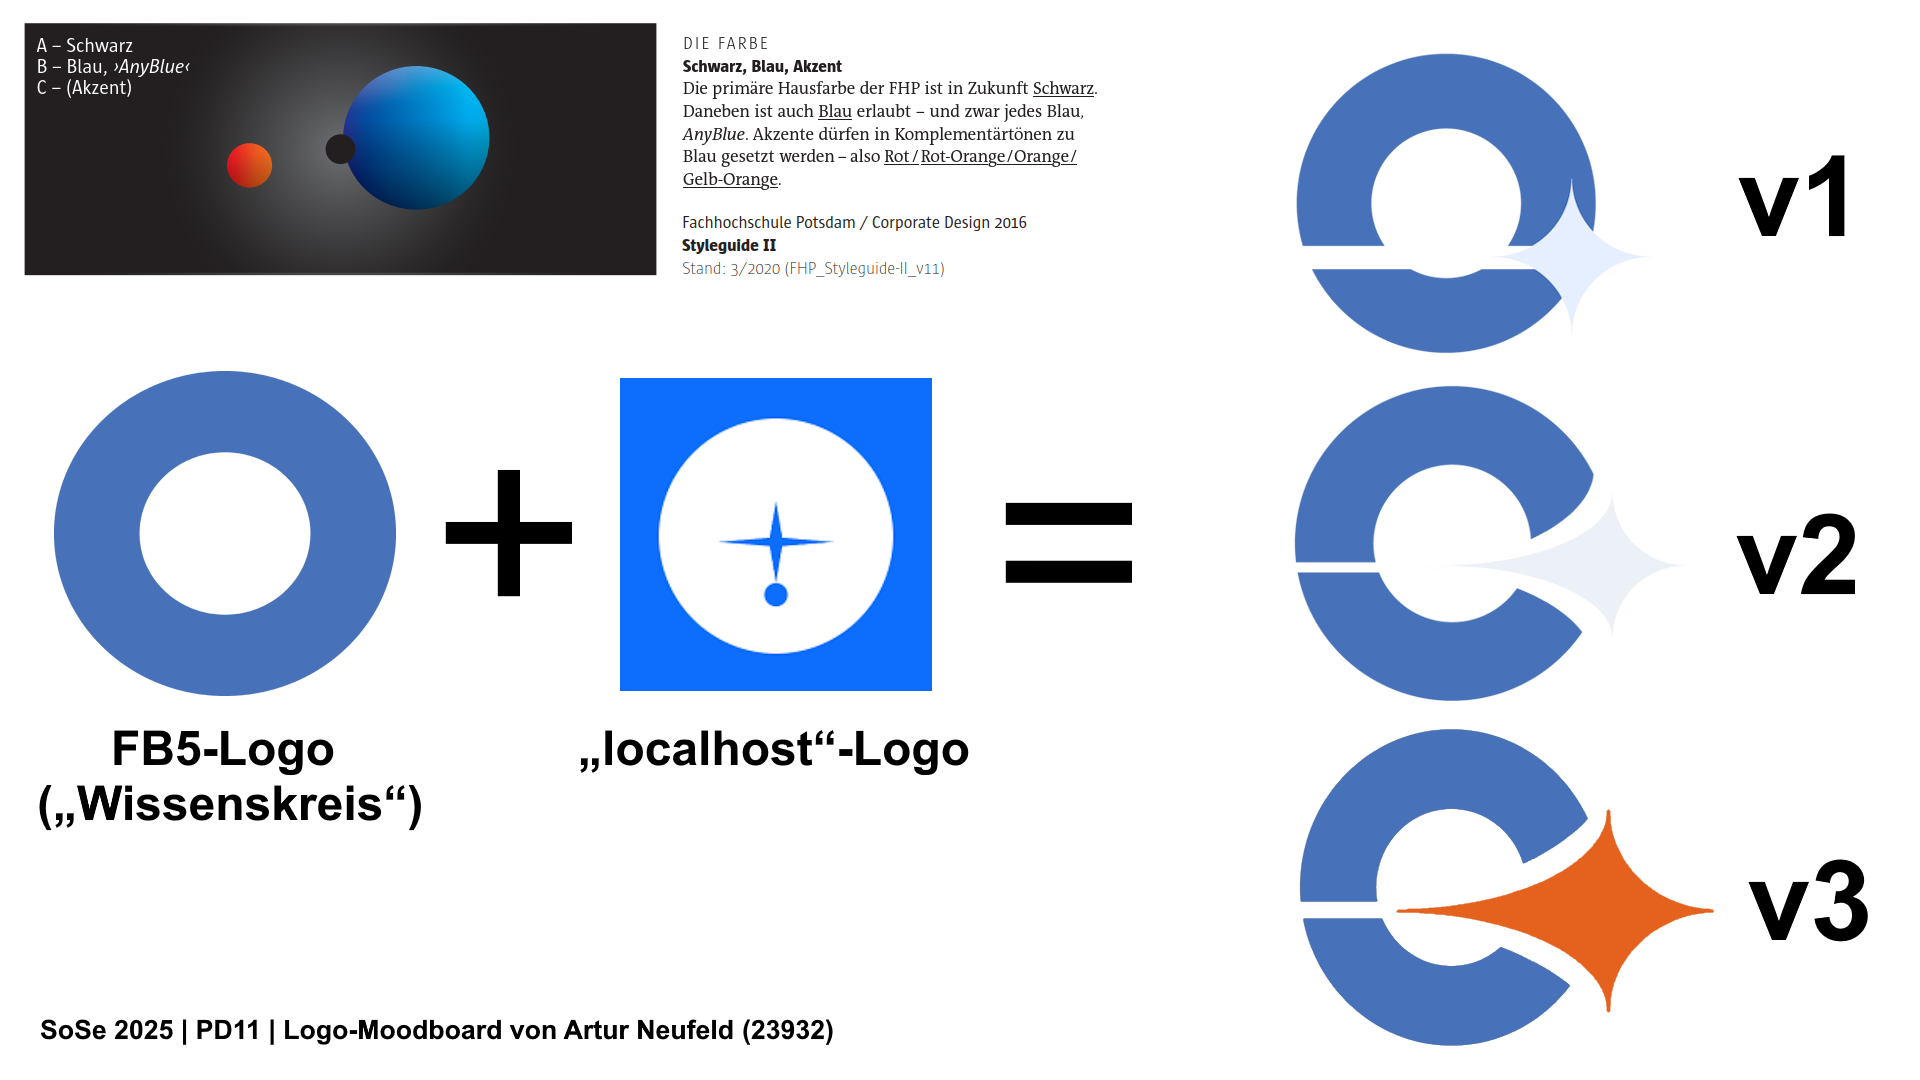 A – Schwarz
B – Blau, ›AnyBlue‹
C – (Akzent)
DIE FARBE
Schwarz, Blau, Akzent
Die primäre Hausfarbe der FHP ist in Zukunft Schwarz.
Daneben ist auch Blau erlaubt – und zwar jedes Blau,
AnyBlue. Akzente dürfen in Komplementärtönen zu
Blau gesetzt werden – also Rot/Rot-Orange/Orange/
Gelb-Orange.
Fachhochschule Potsdam / Corporate Design 2016
Styleguide II
Stand: 3/2020 (FHP_Styleguide-II_v11)
v1
+
=
v2
FB5-Logo
(„Wissenskreis“)
„localhost“-Logo
v3
SoSe 2025 | PD11 | Logo-Moodboard von Artur Neufeld (23932)